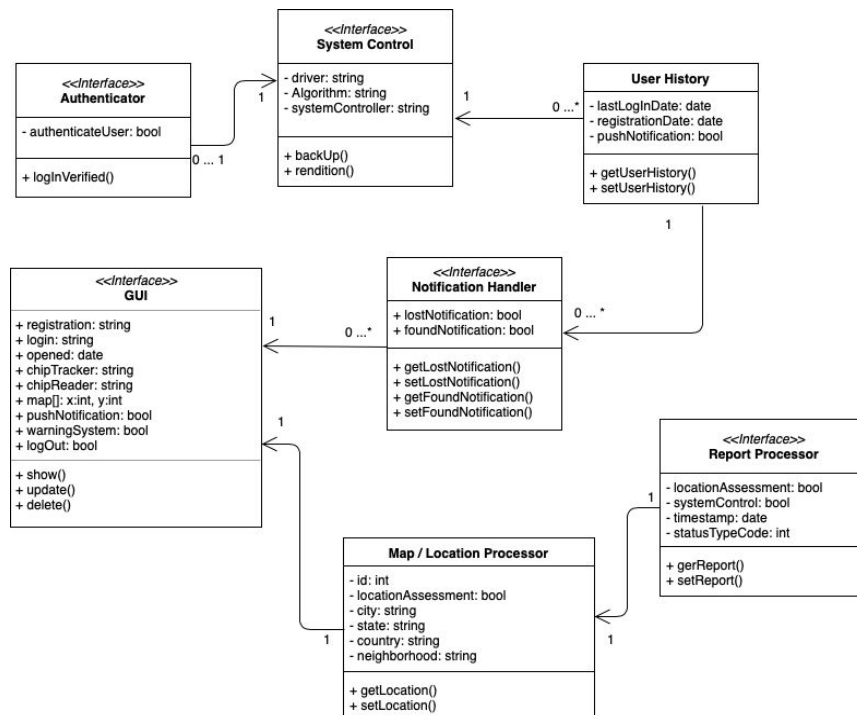 <<Interface>>
System Control
- driver: string
- Algorithm: string
- systemController: string
+ backUp()
+ rendition()
<<Interface>>
Authenticator
- authenticateUser: bool
+ logInVerified()
0 ... 1
1
User History
- lastLogInDate: date
- registrationDate: date
- pushNotification: bool
+ getUserHistory()
+ setUserHistory()
1
0 ...*
1
<<Interface>>
GUI
+ registration: string
+ login: string
+ opened: date
+ chipTracker: string
+ chipReader: string
+ map[]: x:int, y:int
+ pushNotification: bool
+ warningSystem: bool
+ logOut: bool
+ show()
+ update()
+ delete()
1
0 ...*
<<Interface>>
Notification Handler
+ lostNotification: bool
+ foundNotification: bool
+ getLostNotification()
+ setLostNotification()
+ getFoundNotification()
+ setFoundNotification()
0 ... *
1
1
Map / Location Processor
- id: int
- locationAssessment: bool
- city: string
- state: string
- country: string
- neighborhood: string
+ getLocation()
+ setLocation()
1
<<Interface>>
Report Processor
- locationAssessment: bool
- systemControl: bool
- timestamp: date
- statusTypeCode: int
+ gerReport()
+ setReport()
1